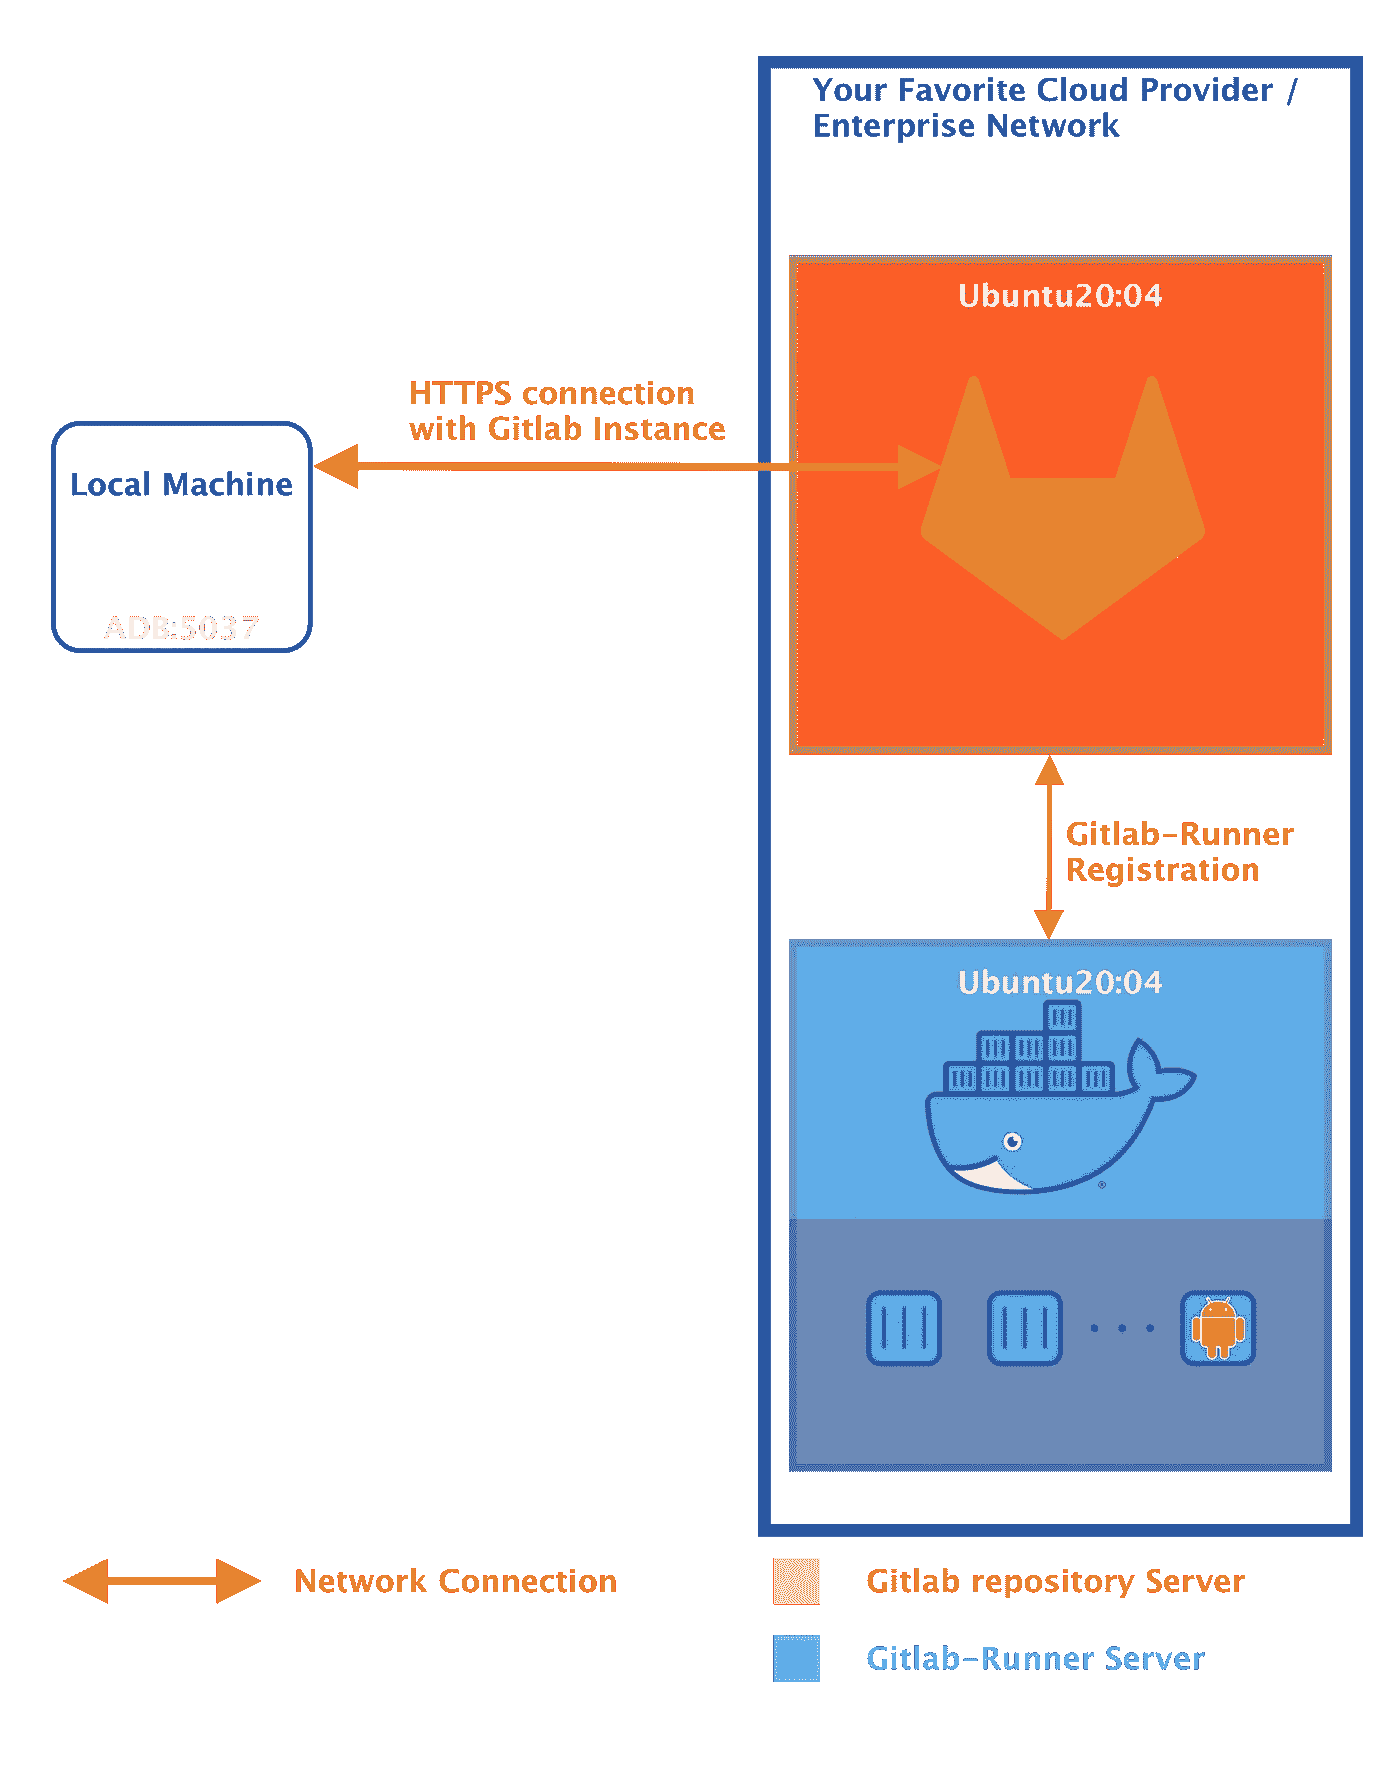 Your Favorite Cloud Provider /
Enterprise Network
Ubuntu20:04
HTTPS connection
with Gitlab Instance
Local Machine
ADB:5037
Gitlab-Runner
Registration
Ubuntu20:04
Network Connection
Gitlab repository Server
Gitlab-Runner Server